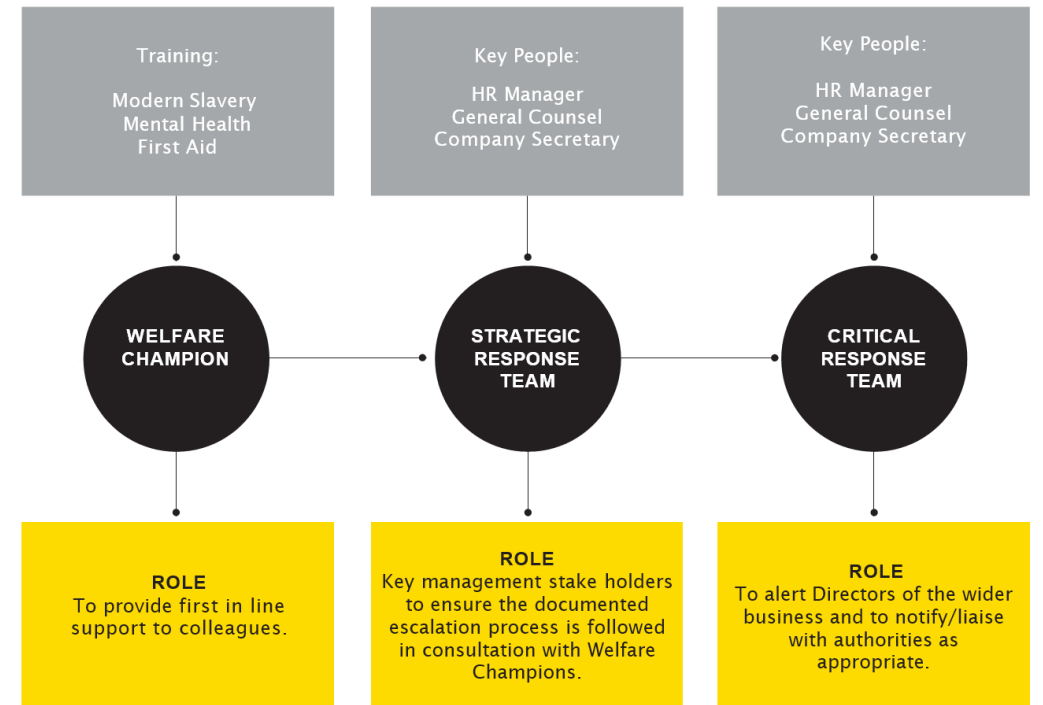 Training:
Modern Slavery
Mental Health
First Aid
Key People:
HR Manager
General Counsel
Company Secretary
Key People:
HR Manager
General Counsel
Company Secretary
WELFARE
CHAMPION
STRATEGIC
RESPONSE
TEAM
CRITICAL
RESPONSE
TEAM
ROLE
To provide first in line
support to colleagues.
ROLE
Key management stake holders
to ensure the documented
escalation process is followed
in consultation with Welfare
Champions.
ROLE
To alert Directors of the wider
business and to notify/liaise
with authorities as
appropriate.